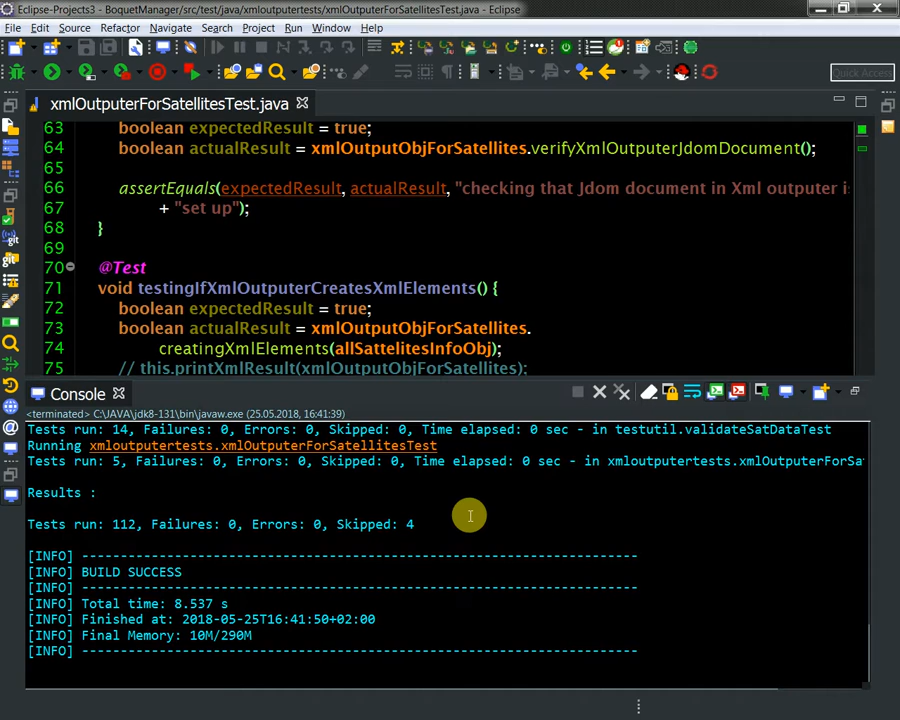 Eclipse-Projects3 - BoquetManager/src/test/java/xmloutputertests/xmlOutputerForSatellitesTest.java - Eclipse
File Edit Source Refactor Navigate Search Project Run Window Help
Quick Access
xmlOutputerForSatellitesTest.java
63 boolean expectedResult = true;
64 boolean actualResult = xmlOutputObjForSatellites.verifyXmlOutputerJdomDocument();
65
66 assertEquals(expectedResult, actualResult, "checking that Jdom document in Xml outputer is
67 + "set up");
68 }
69
70 @Test
71 void testingIfXmlOutputerCreatesXmlElements() {
72 boolean expectedResult = true;
73 boolean actualResult = xmlOutputObjForSatellites.
74 creatingXmlElements(allSattelitesInfoObj);
75 // this.printXmlResult(xmlOutputObjForSatellites);
Console
<terminated> C:\JAVA\jdk8-131\bin\javaw.exe (25.05.2018, 16:41:39)
Tests run: 14, Failures: 0, Errors: 0, Skipped: 0, Time elapsed: 0 sec - in testutil.validateSatDataTest
Running xmloutputertests.xmlOutputerForSatellitesTest
Tests run: 5, Failures: 0, Errors: 0, Skipped: 0, Time elapsed: 0 sec - in xmloutputertests.xmlOutputerForSa
Results :
Tests run: 112, Failures: 0, Errors: 0, Skipped: 4
[INFO] ------------------------------------------------------------------------
[INFO] BUILD SUCCESS
[INFO] ------------------------------------------------------------------------
[INFO] Total time: 8.537 s
[INFO] Finished at: 2018-05-25T16:41:50+02:00
[INFO] Final Memory: 10M/290M
[INFO] ------------------------------------------------------------------------